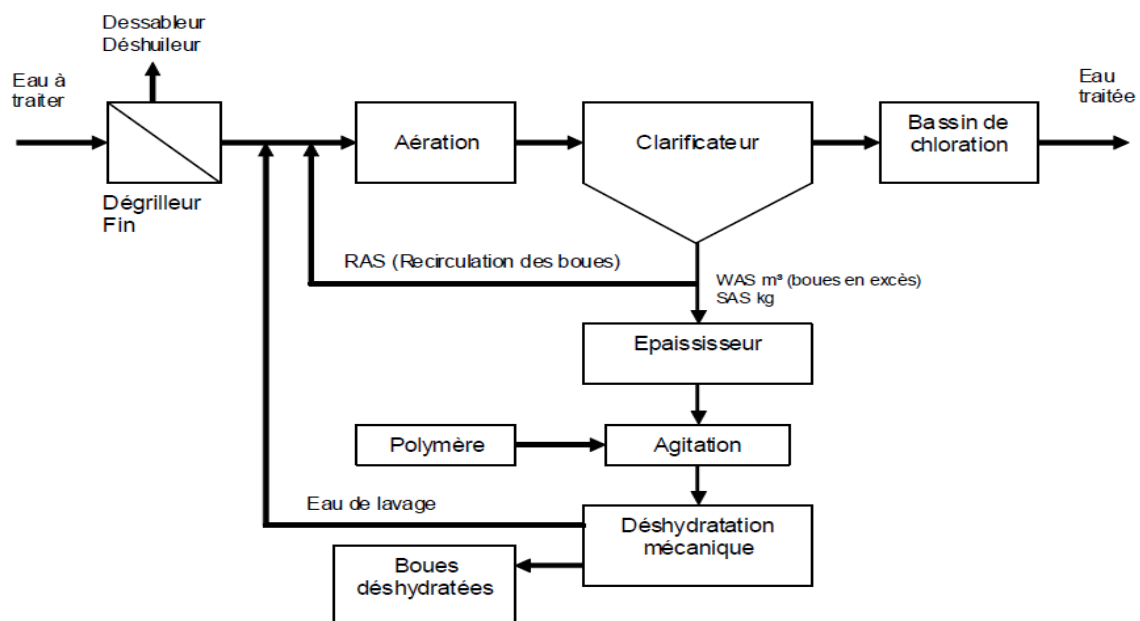 Dessableur
Déshuileur
Eau à
traiter
Eau
traitée
Aération
Clarificateur
Bassin de
chloration
Dégrilleur
Fin
RAS (Recirculation des boues)
WAS m³ (boues en excès)
SAS kg
Epaississeur
Polymère
Agitation
Eau de lavage
Déshydratation
mécanique
Boues
déshydratées